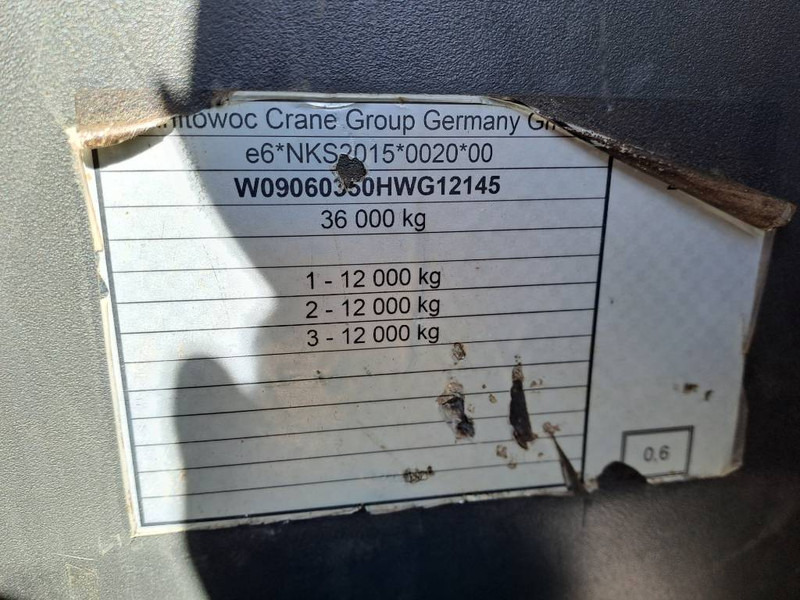 nitowoc Crane Group Germany G
e6*NKS2015*0020*00
W09060350HWG12145
36 000 kg
1 - 12 000 kg
2 - 12 000 kg
3 - 12 000 kg
0.6